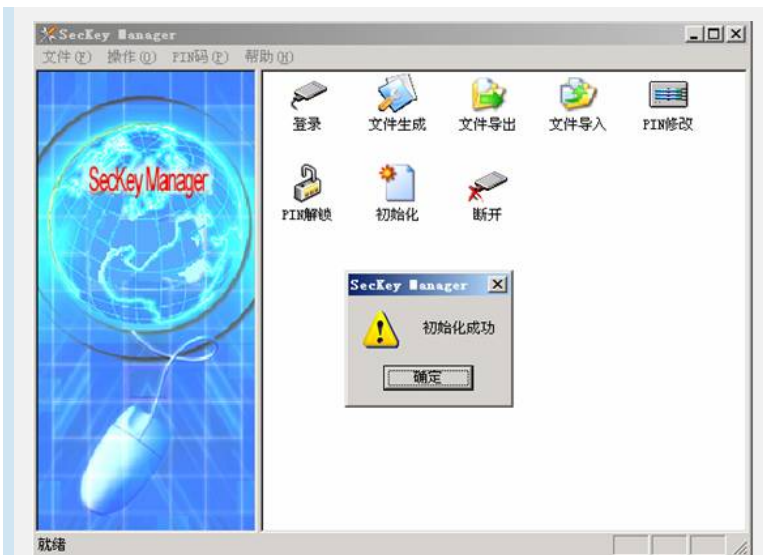 SecKey Manager
文件(F) 操作(O) PIN码(P) 帮助(H)
SecKey Manager
登录 文件生成 文件导出 文件导入 PIN修改
PIN解锁 初始化 断开
SecKey Manager
初始化成功
确定
就绪